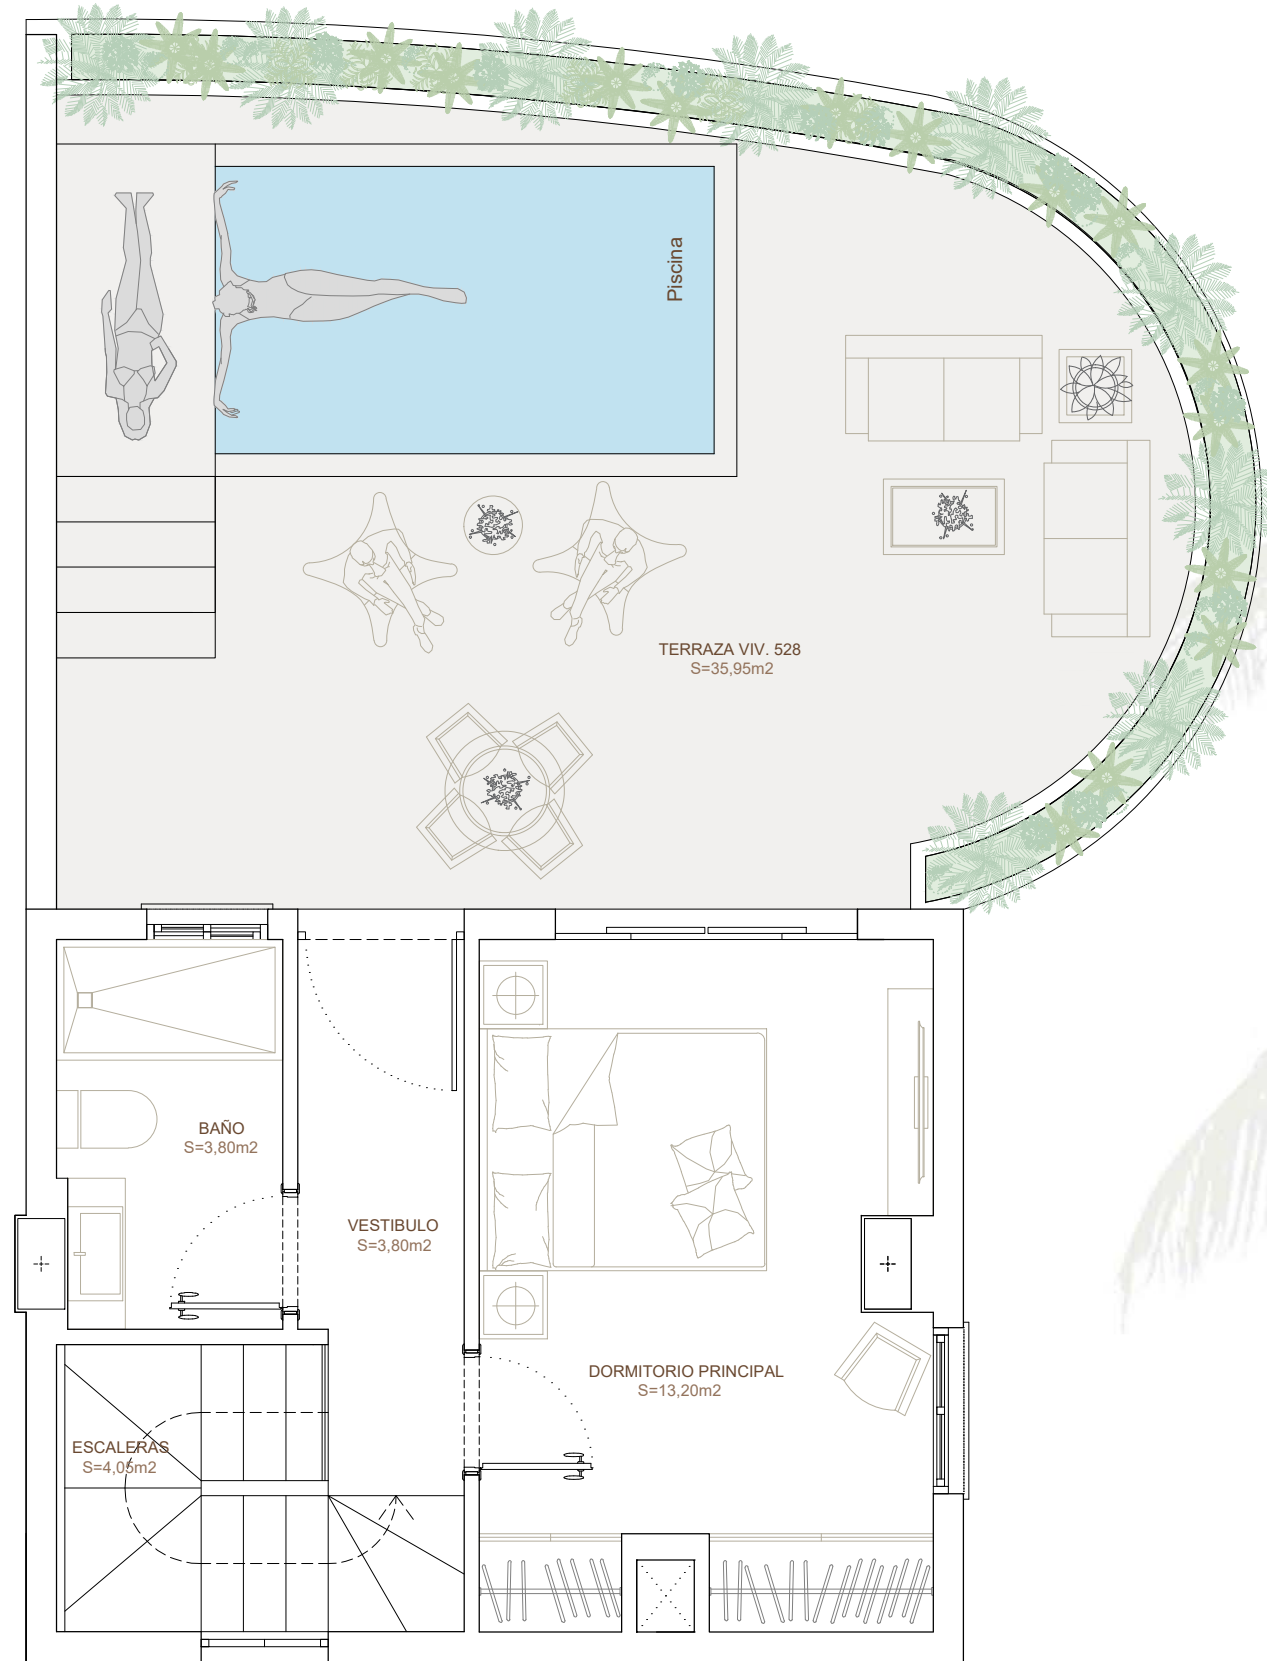 Piscina
TERRAZA VIV. 528
S=35,95m2
BAÑO
S=3,80m2
VESTIBULO
S=3,80m2
DORMITORIO PRINCIPAL
S=13,20m2
ESCALERAS
S=4,05m2